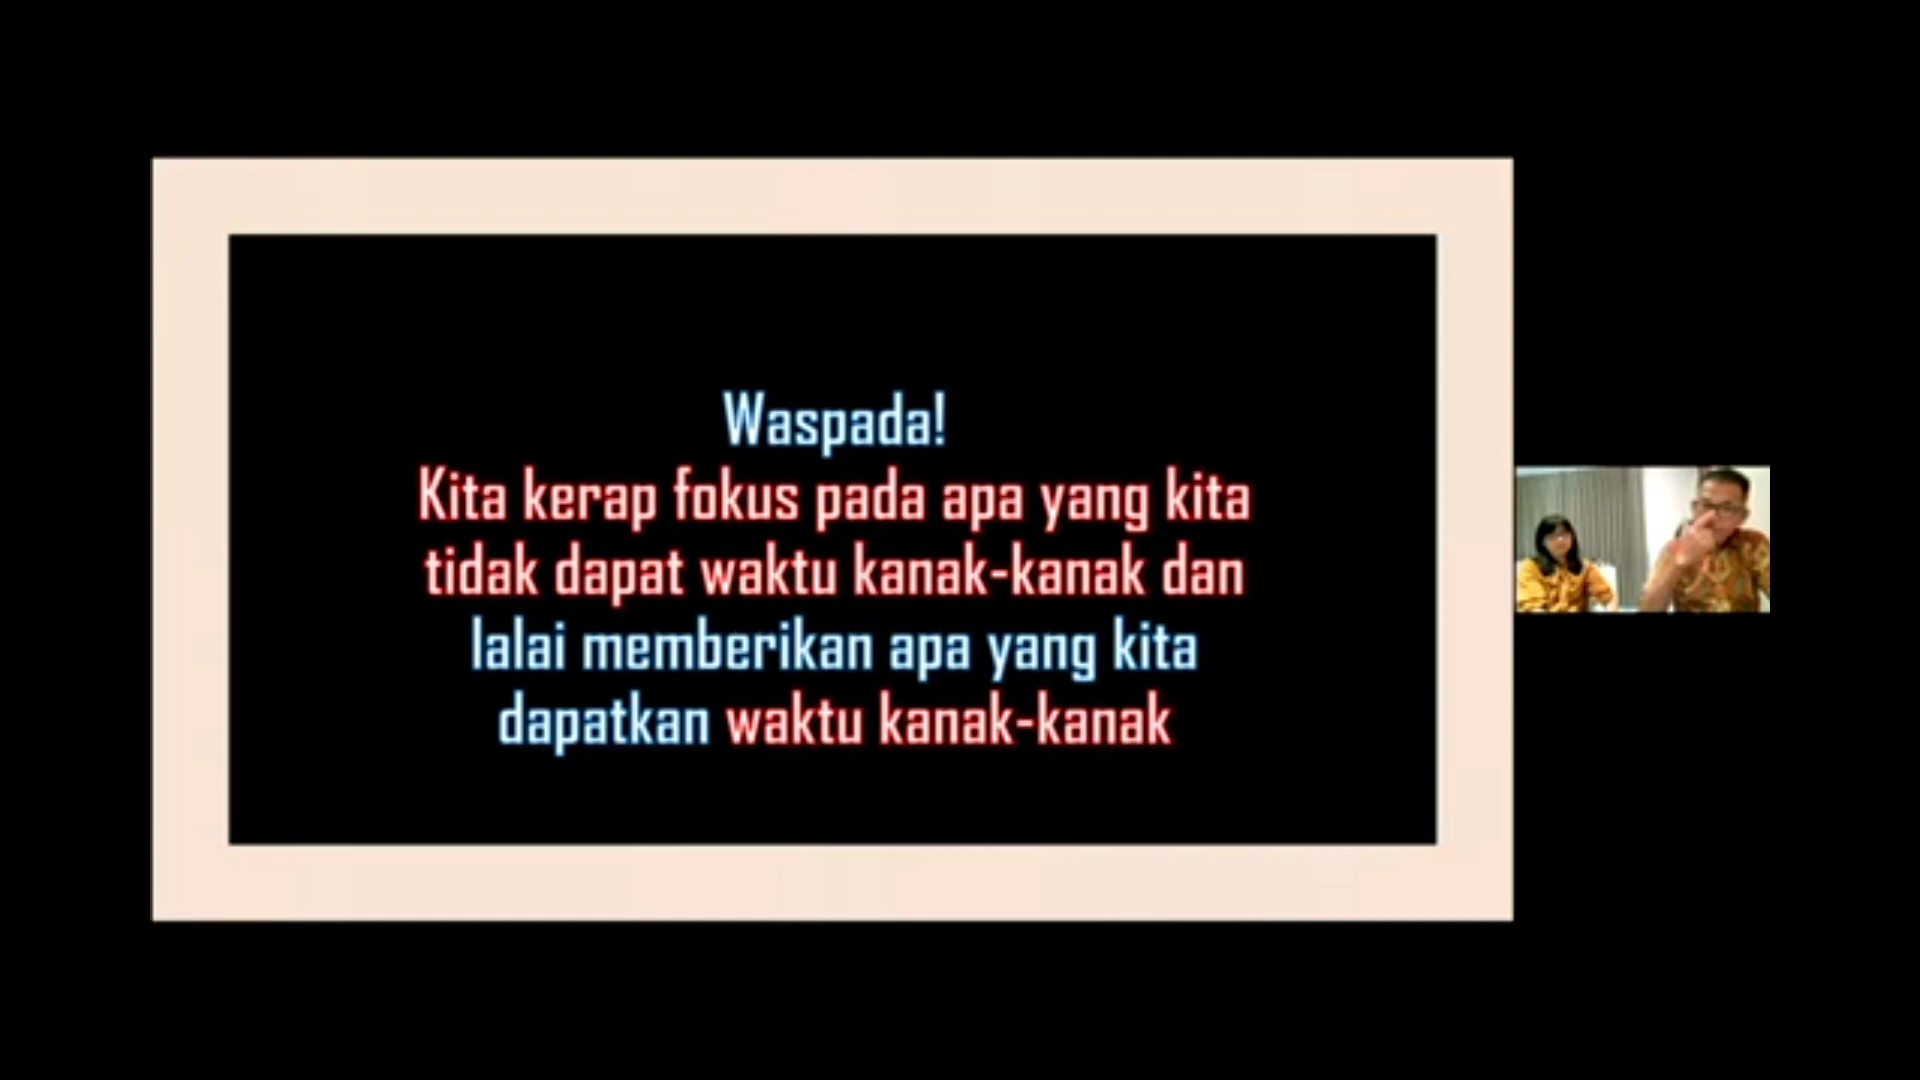 Waspada!
Kita kerap fokus pada apa yang kita
tidak dapat waktu kanak-kanak dan
lalai memberikan apa yang kita
dapatkan waktu kanak-kanak